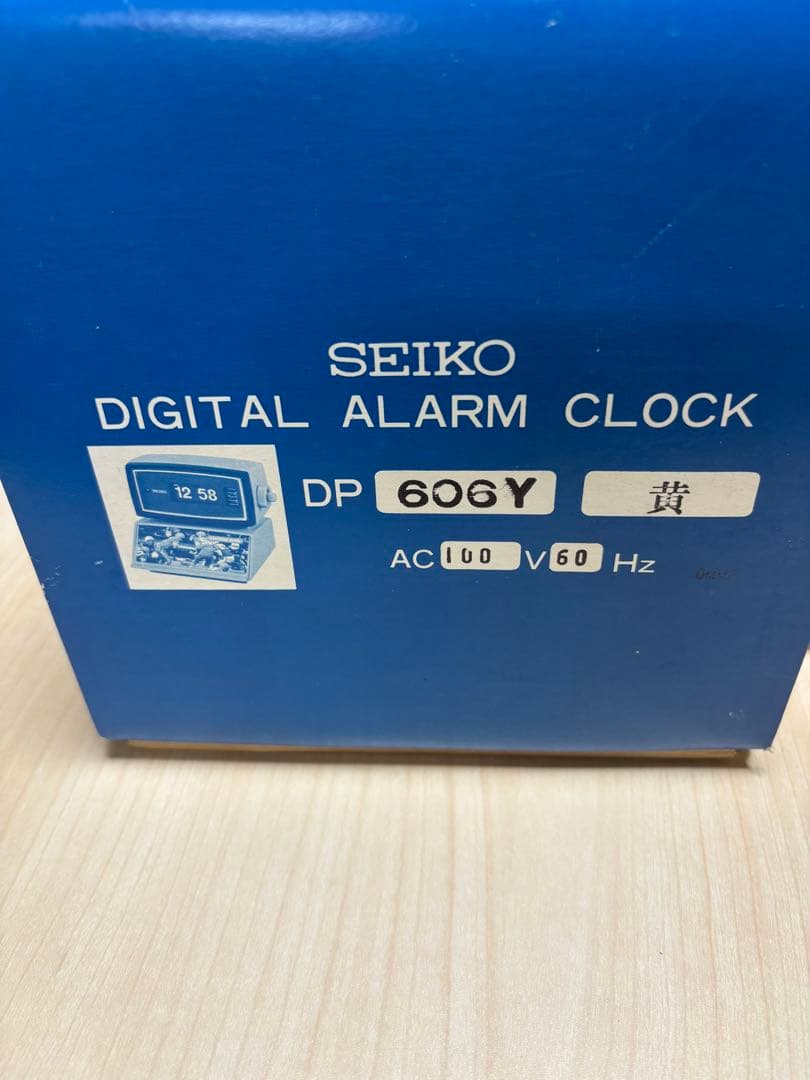 SEIKO
DIGITAL ALARM CLOCK
12 58
DP 606Y 黄
AC 100 V 60 Hz